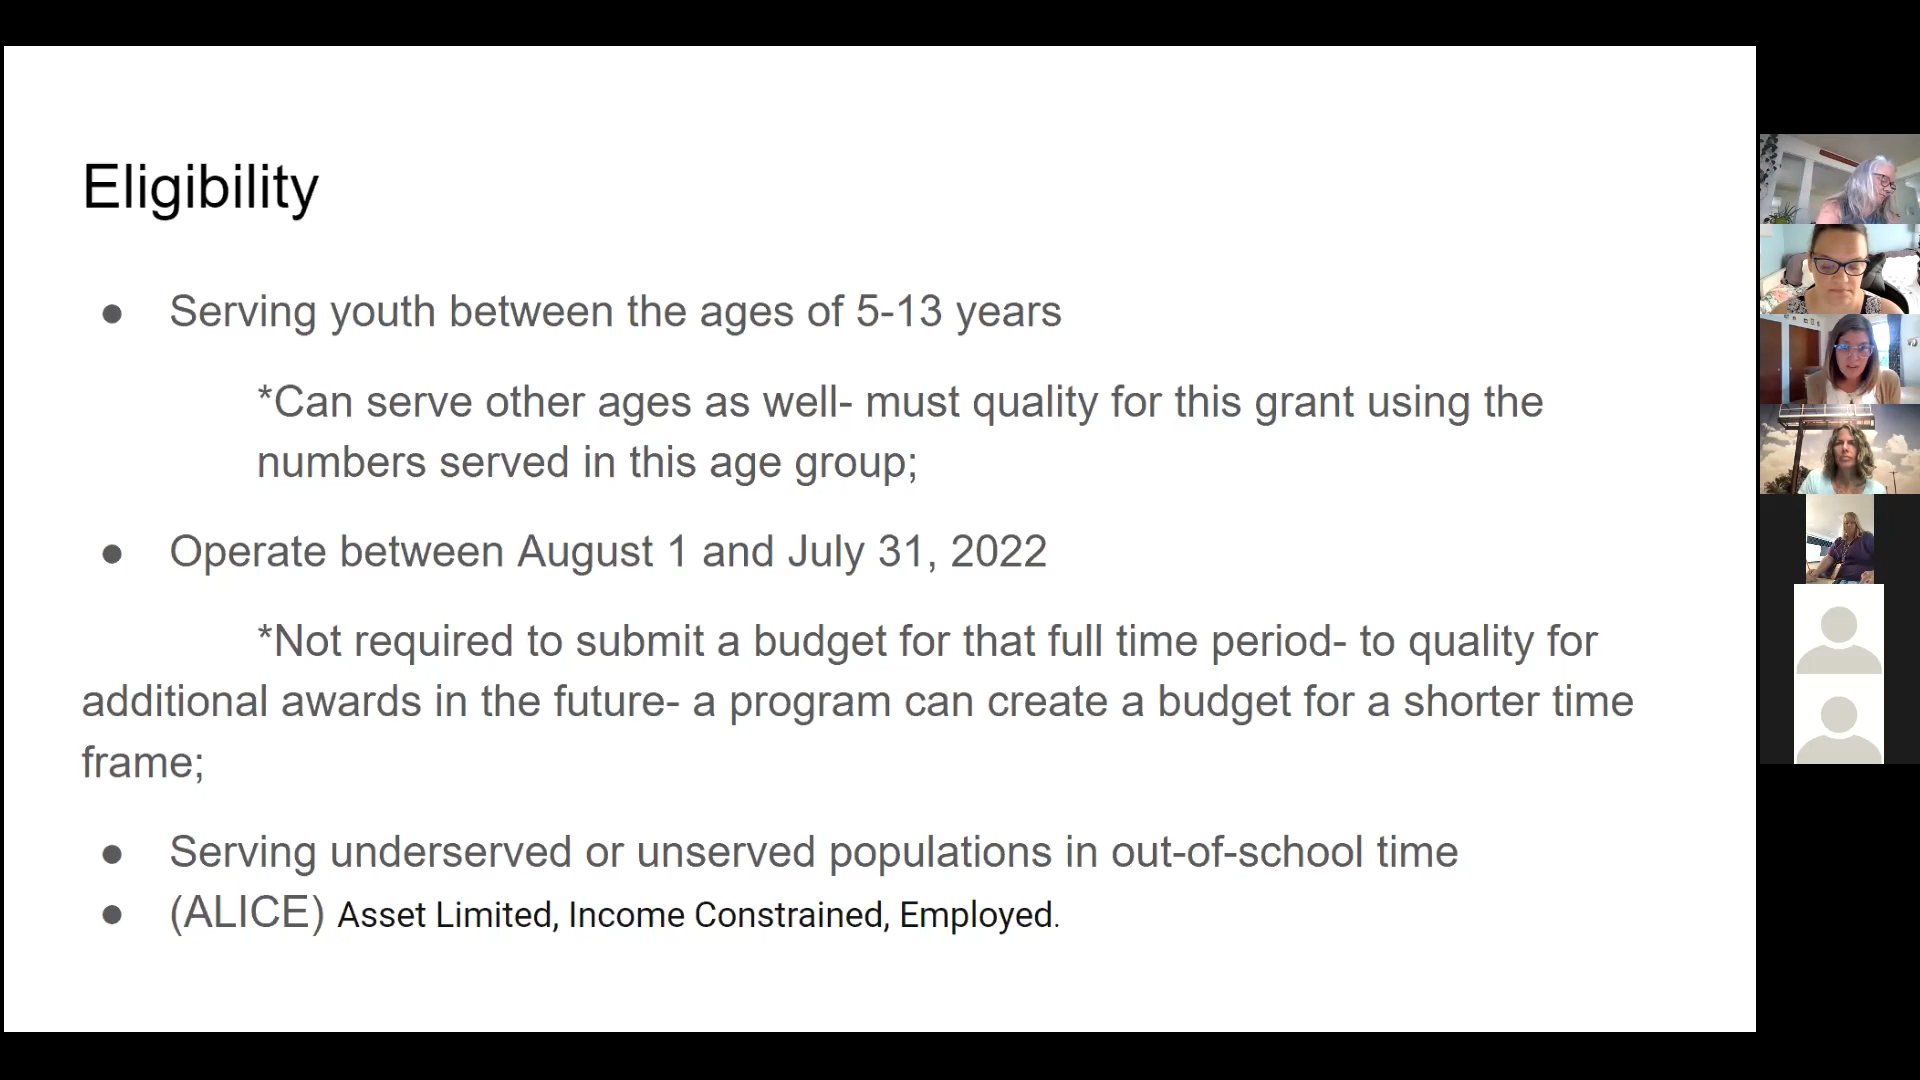 Eligibility
● Serving youth between the ages of 5-13 years
*Can serve other ages as well- must quality for this grant using the
numbers served in this age group;
● Operate between August 1 and July 31, 2022
*Not required to submit a budget for that full time period- to quality for
additional awards in the future- a program can create a budget for a shorter time
frame;
● Serving underserved or unserved populations in out-of-school time
● (ALICE) Asset Limited, Income Constrained, Employed.